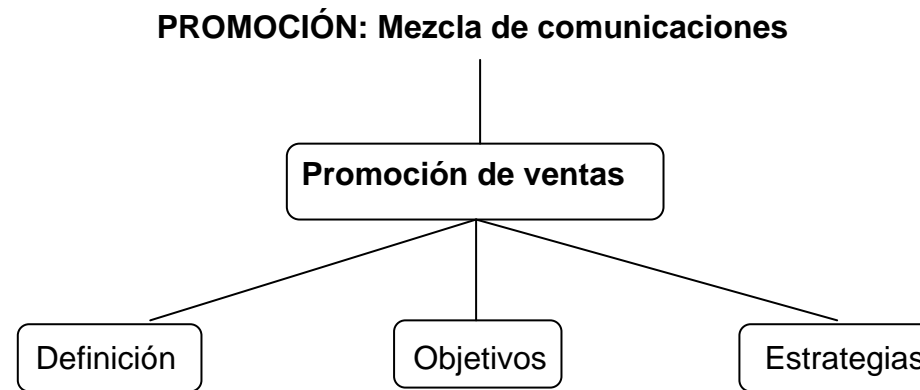 PROMOCIÓN: Mezcla de comunicaciones
Promoción de ventas
Definición
Objetivos
Estrategias